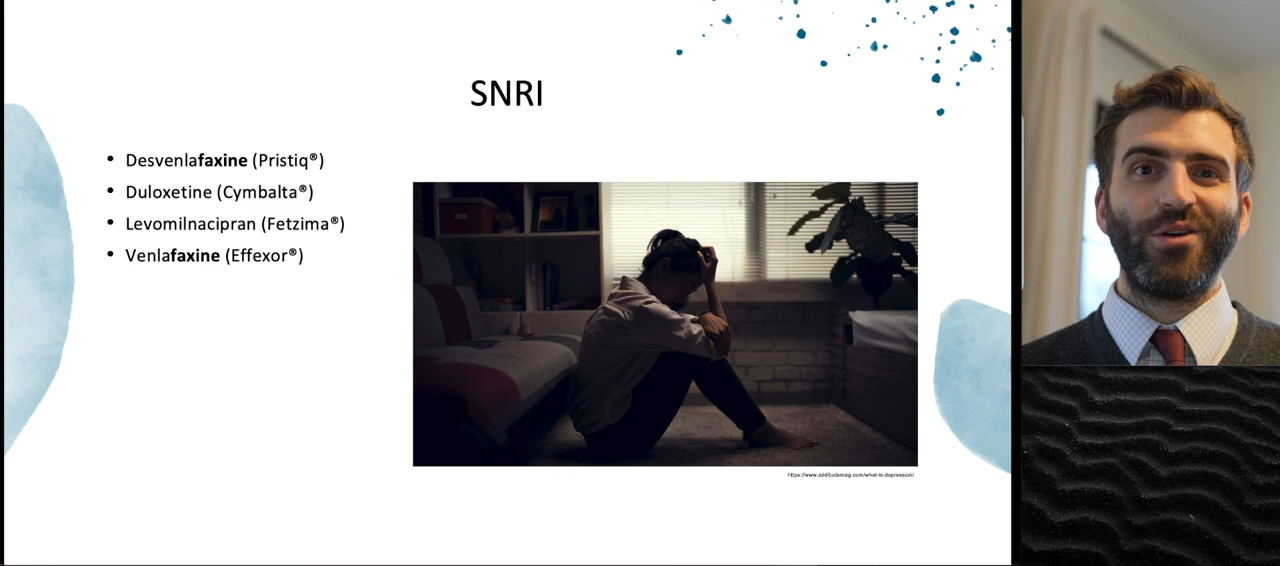 SNRI
• Desvenlafaxine (Pristiq®)
• Duloxetine (Cymbalta®)
• Levomilnacipran (Fetzima®)
• Venlafaxine (Effexor®)
https://www.additudemag.com/what-is-depression/